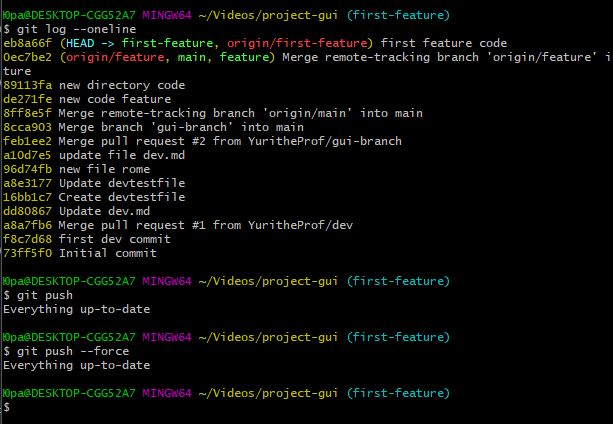 Ююра@DESKTOP-CGG52A7 MINGW64 ~/Videos/project-gui (first-feature)
$ git log --oneline
eb8a66f (HEAD -> first-feature, origin/first-feature) first feature code
0ec7be2 (origin/feature, main, feature) Merge remote-tracking branch 'origin/feature' i
ture
89113fa new directory code
de271fe new code feature
8ff8e5f Merge remote-tracking branch 'origin/main' into main
8cca903 Merge branch 'gui-branch' into main
feb1ee2 Merge pull request #2 from YuritheProf/gui-branch
a10d7e5 update file dev.md
96d74fb new file rome
a8e3177 Update devtestfile
16bb1c7 Create devtestfile
dd80867 Update dev.md
a8a7fb6 Merge pull request #1 from YuritheProf/dev
f8c7d68 first dev commit
73ff5f0 Initial commit
Юра@DESKTOP-CGG52A7 MINGW64 ~/Videos/project-gui (first-feature)
$ git push
Everything up-to-date
Юра@DESKTOP-CGG52A7 MINGW64 ~/Videos/project-gui (first-feature)
$ git push --force
Everything up-to-date
Юра@DESKTOP-CGG52A7 MINGW64 ~/Videos/project-gui (first-feature)
$